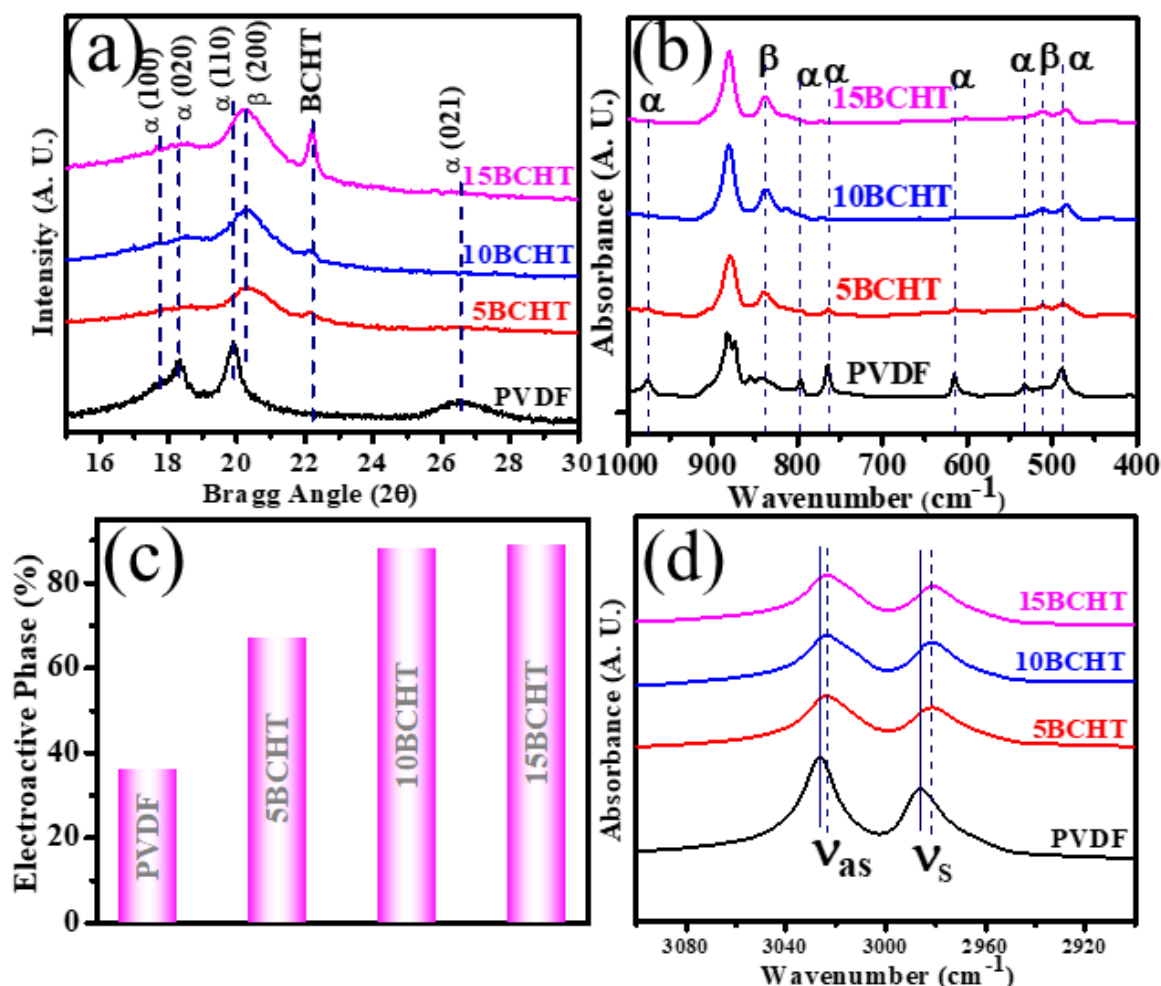 (a)
α (100)
α (020)
α (110)
β (200)
BCHT
α (021)
15BCHT
10BCHT
5BCHT
PVDF
Intensity (A. U.)
16 18 20 22 24 26 28 30
Bragg Angle (2θ)
(b)
α β α α α α β α
15BCHT
10BCHT
5BCHT
PVDF
Absorbance (A. U.)
1000 900 800 700 600 500 400
Wavenumber (cm⁻¹)
(c)
Electroactive Phase (%)
80
60
40
20
0
PVDF
5BCHT
10BCHT
15BCHT
(d)
15BCHT
10BCHT
5BCHT
PVDF
νas νs
Absorbance (A. U.)
3080 3040 3000 2960 2920
Wavenumber (cm⁻¹)